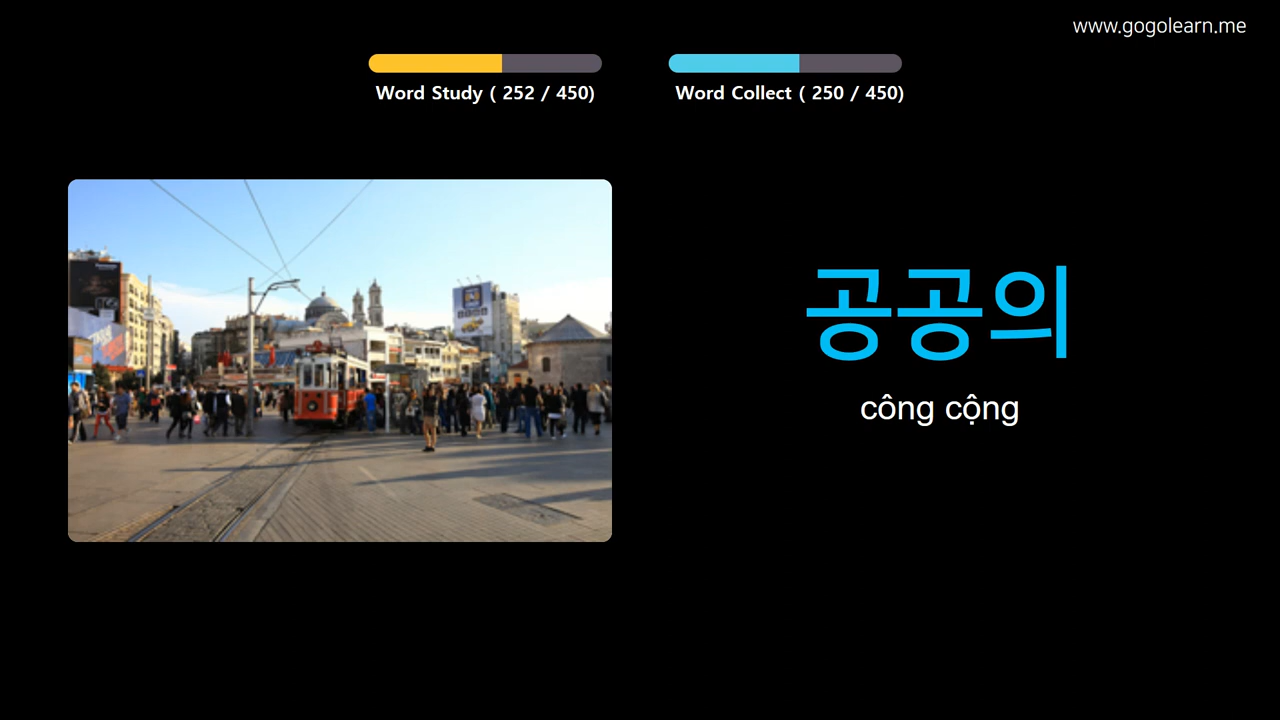 www.gogolearn.me
Word Study ( 252 / 450)
Word Collect ( 250 / 450)
공공의
công cộng